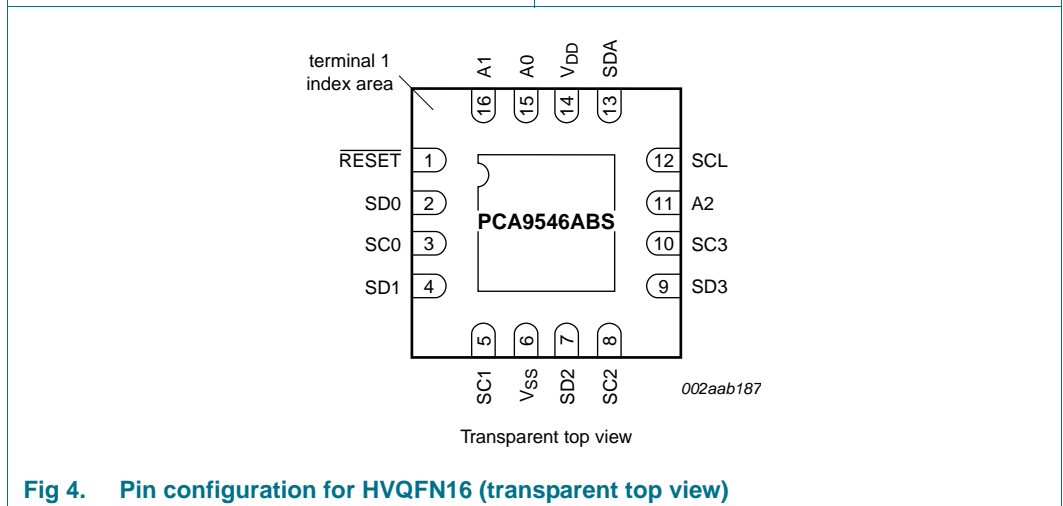 terminal 1
index area
A1
A0
VDD
SDA
16
15
14
13
RESET
1
12
SCL
SD0
2
11
A2
PCA9546ABS
SC0
3
10
SC3
SD1
4
9
SD3
5
6
7
8
SC1
VSS
SD2
SC2
002aab187
Transparent top view
Fig 4. Pin configuration for HVQFN16 (transparent top view)